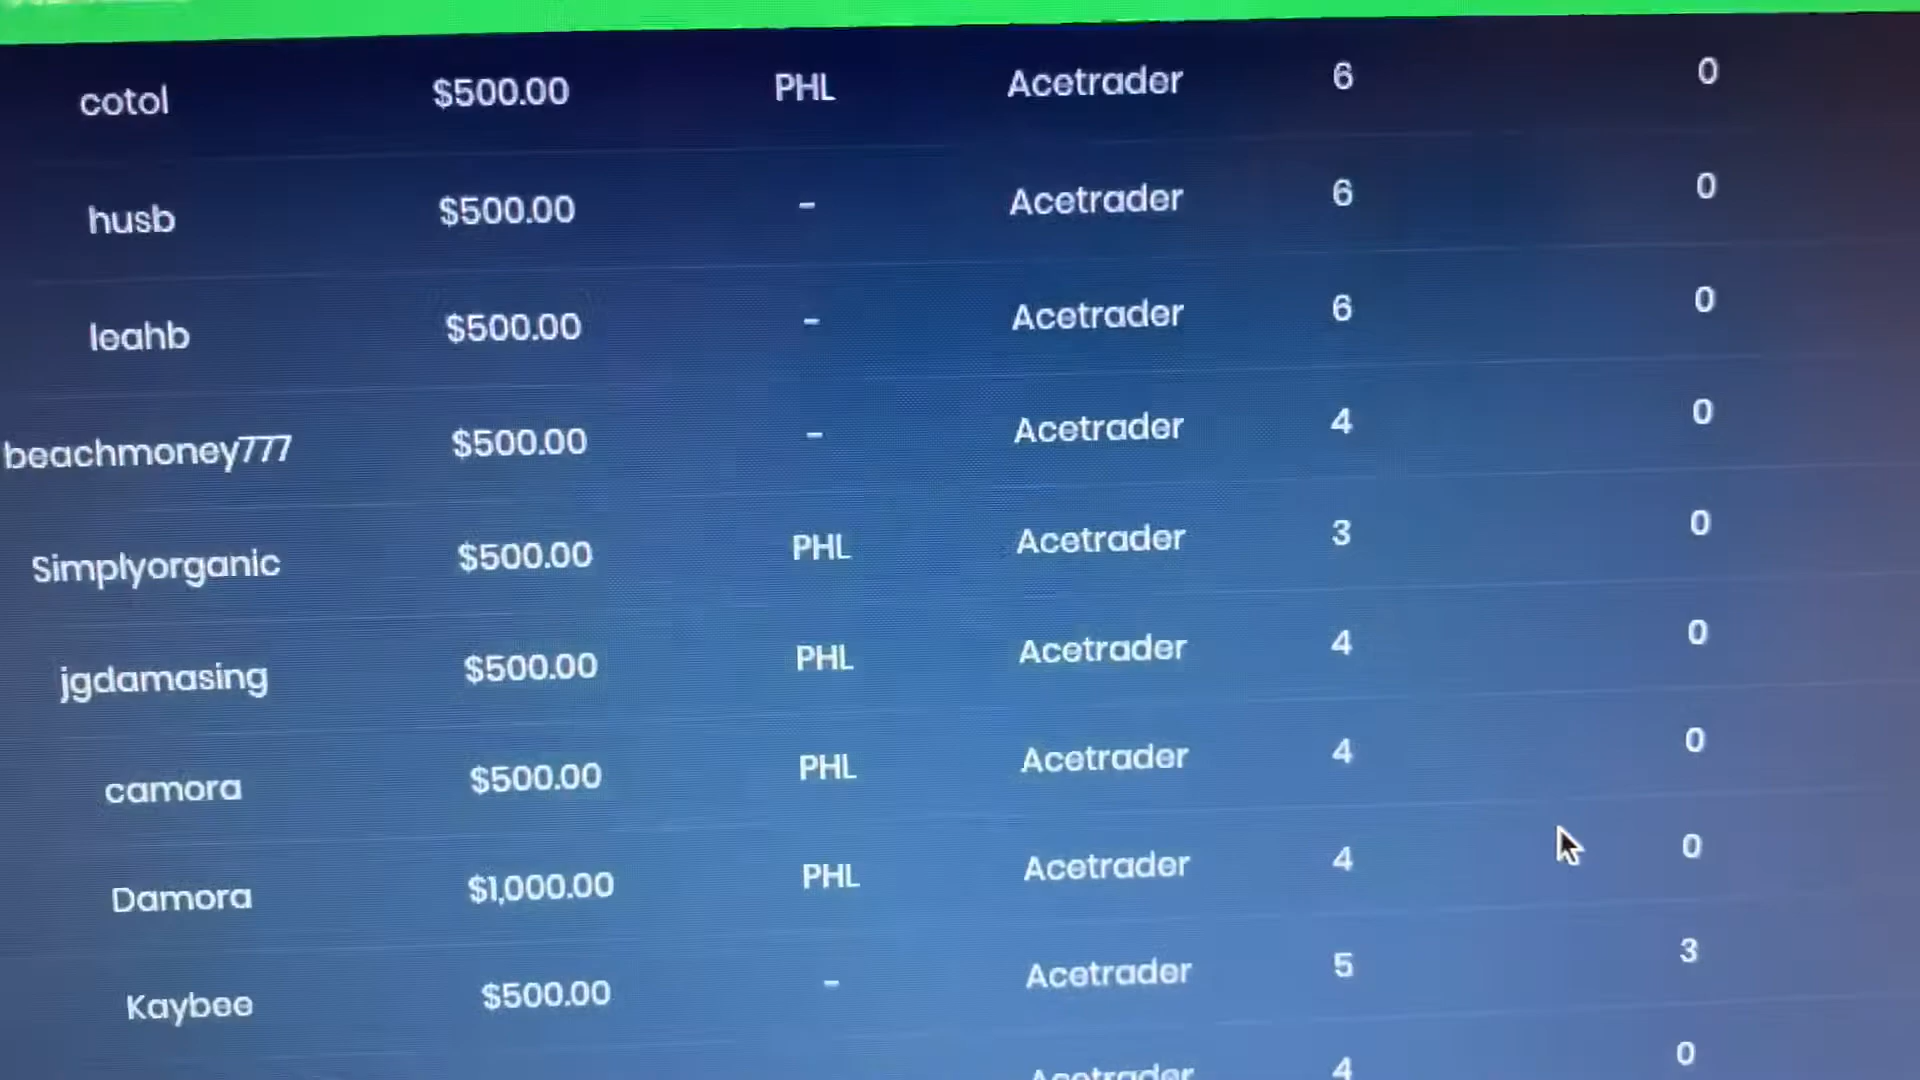 cotol $500.00 PHL Acetrader 6 0
husb $500.00 - Acetrader 6 0
leahb $500.00 - Acetrader 6 0
beachmoney777 $500.00 - Acetrader 4 0
Simplyorganic $500.00 PHL Acetrader 3 0
jgdamasing $500.00 PHL Acetrader 4 0
camora $500.00 PHL Acetrader 4 0
Damora $1,000.00 PHL Acetrader 4 0
Kaybee $500.00 - Acetrader 5 3
Acetrader 4 0